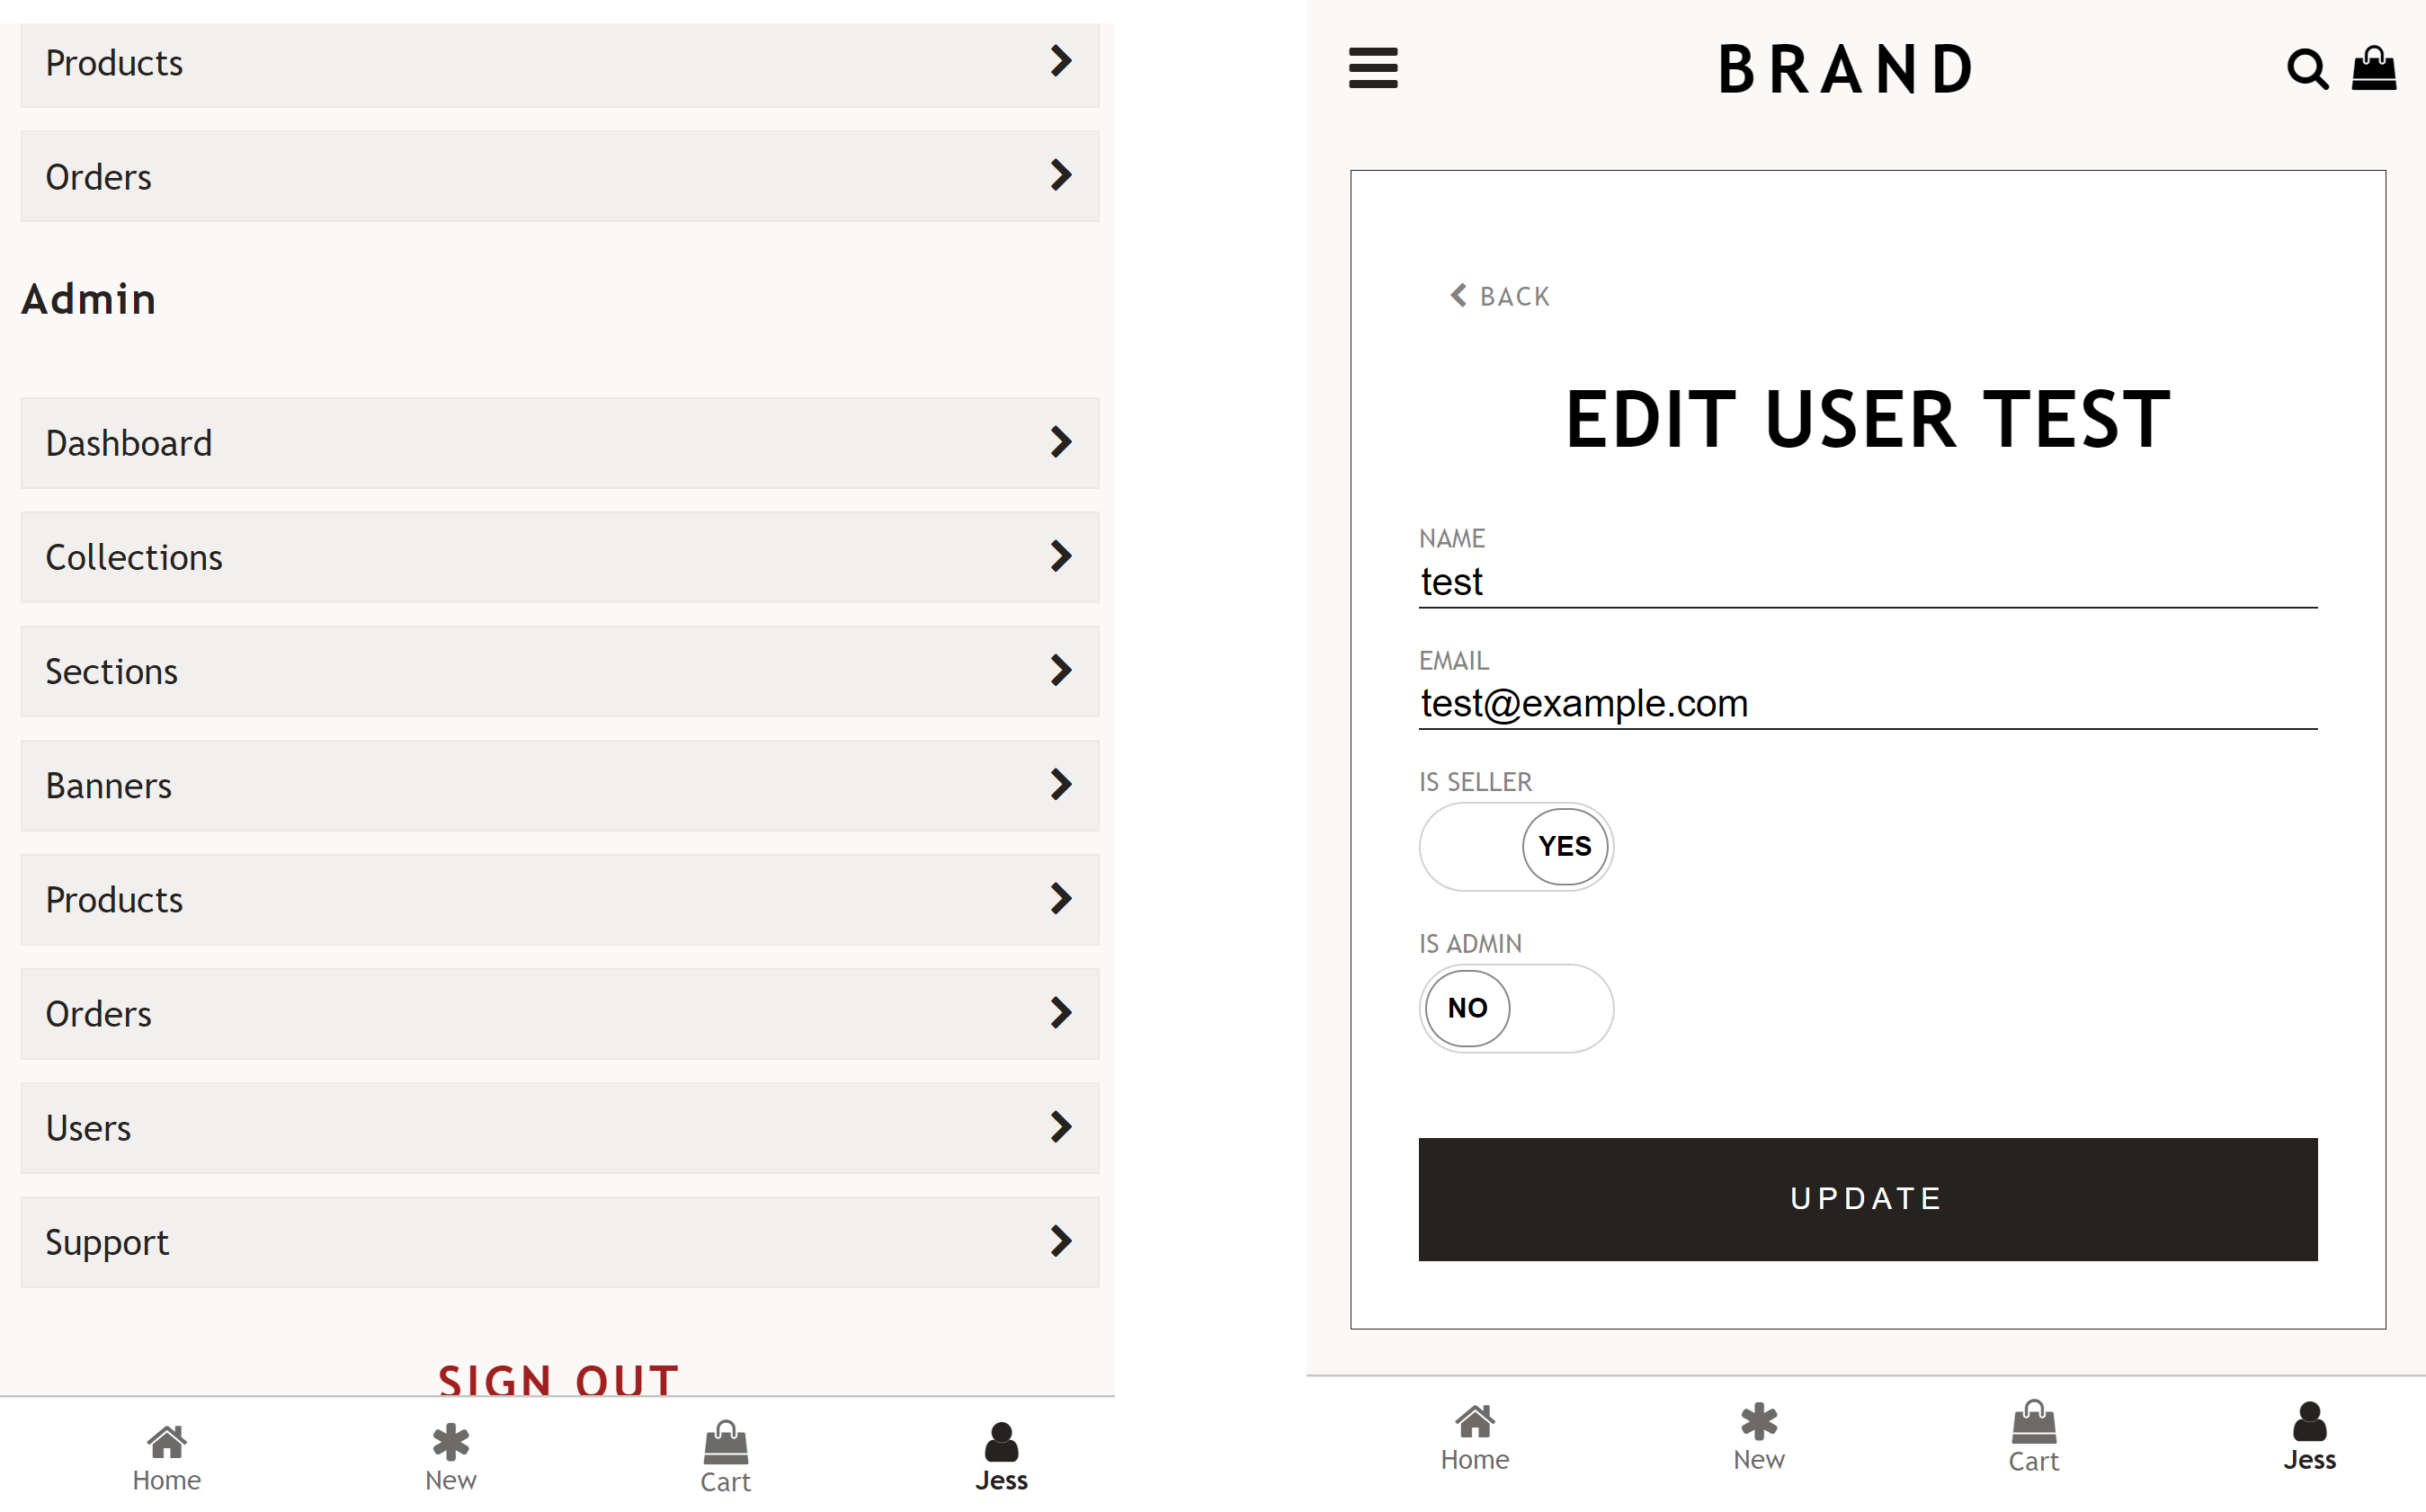 Products
Orders
Admin
Dashboard
Collections
Sections
Banners
Products
Orders
Users
Support
SIGN OUT
Home
New
Cart
Jess
BRAND
BACK
EDIT USER TEST
NAME
test
EMAIL
test@example.com
IS SELLER
YES
IS ADMIN
NO
UPDATE
Home
New
Cart
Jess